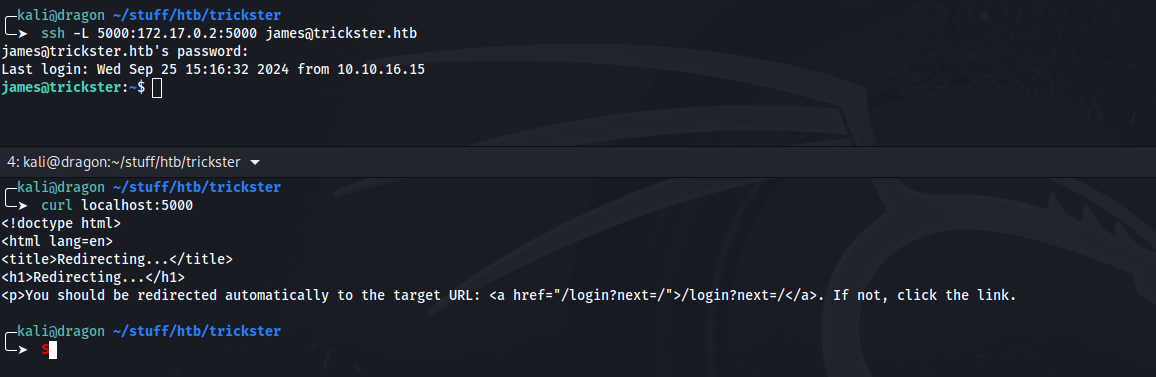 kali@dragon ~/stuff/htb/trickster
ssh -L 5000:172.17.0.2:5000 james@trickster.htb
james@trickster.htb's password:
Last login: Wed Sep 25 15:16:32 2024 from 10.10.16.15
james@trickster:~$
4: kali@dragon:~/stuff/htb/trickster
kali@dragon ~/stuff/htb/trickster
curl localhost:5000
<!doctype html>
<html lang=en>
<title>Redirecting...</title>
<h1>Redirecting...</h1>
<p>You should be redirected automatically to the target URL: <a href="/login?next=/">/login?next=/</a>. If not, click the link.
kali@dragon ~/stuff/htb/trickster
S